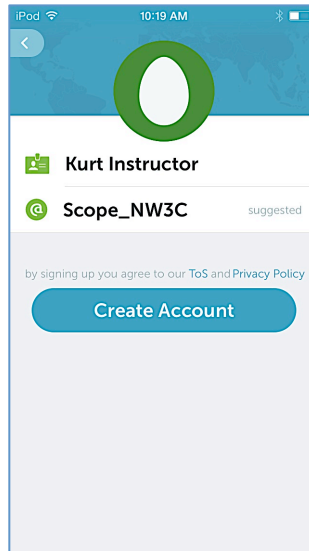 iPod 10:19 AM
Kurt Instructor
@ Scope_NW3C suggested
by signing up you agree to our ToS and Privacy Policy
Create Account